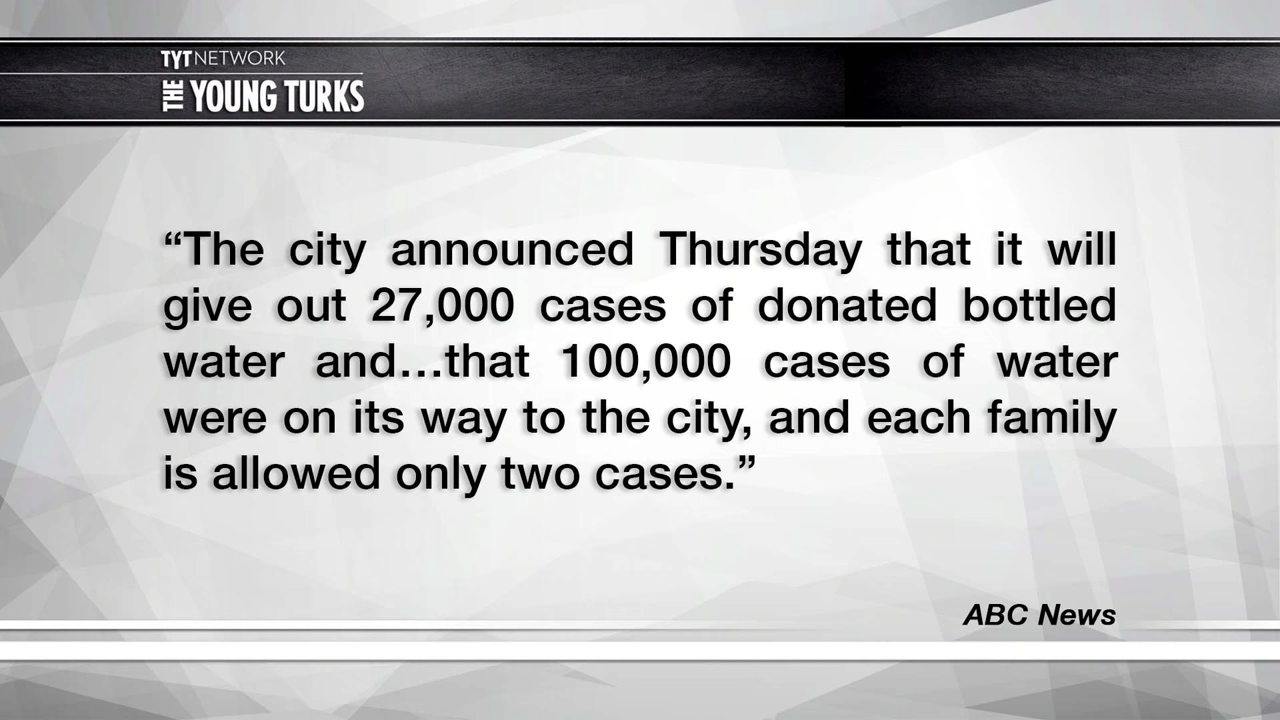 TYT NETWORK
THE YOUNG TURKS
“The city announced Thursday that it will
give out 27,000 cases of donated bottled
water and…that 100,000 cases of water
were on its way to the city, and each family
is allowed only two cases.”
ABC News